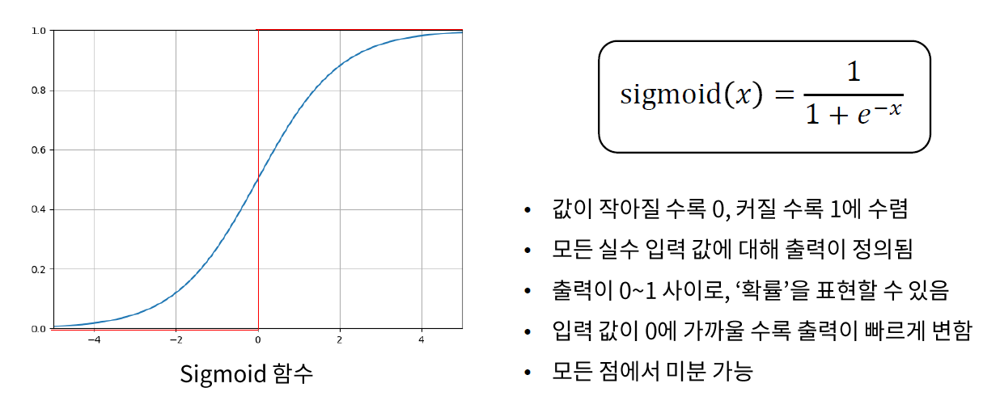 1.0
0.8
0.6
0.4
0.2
0.0
−4 −2 0 2 4
Sigmoid 함수
sigmoid(x) = 1 / (1 + e^{−x})
• 값이 작아질 수록 0, 커질 수록 1에 수렴
• 모든 실수 입력 값에 대해 출력이 정의됨
• 출력이 0~1 사이로, ‘확률’을 표현할 수 있음
• 입력 값이 0에 가까울 수록 출력이 빠르게 변함
• 모든 점에서 미분 가능